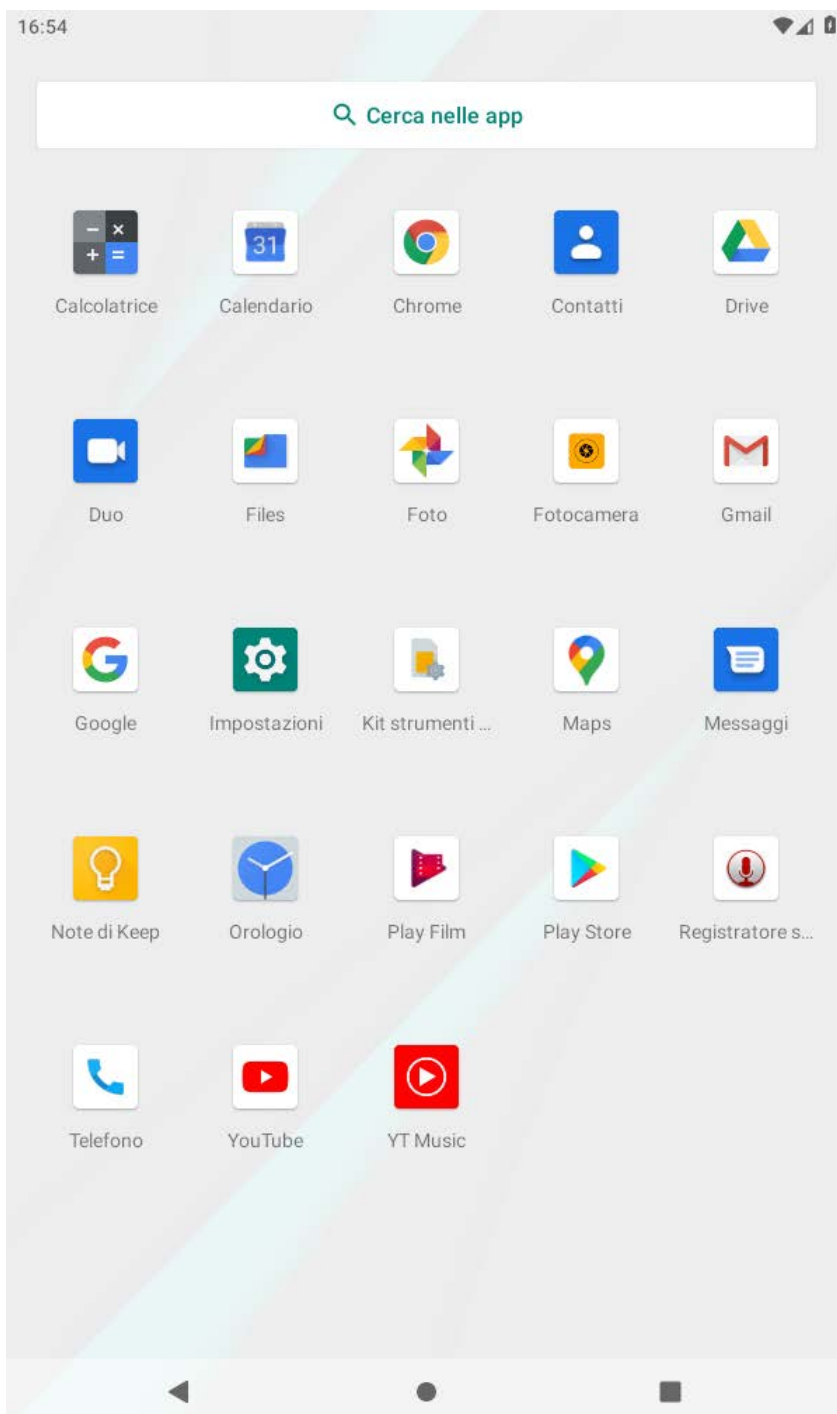 16:54
Cerca nelle app
31
Calcolatrice Calendario Chrome Contatti Drive
Duo Files Foto Fotocamera Gmail
Google Impostazioni Kit strumenti ... Maps Messaggi
Note di Keep Orologio Play Film Play Store Registratore s...
Telefono YouTube YT Music